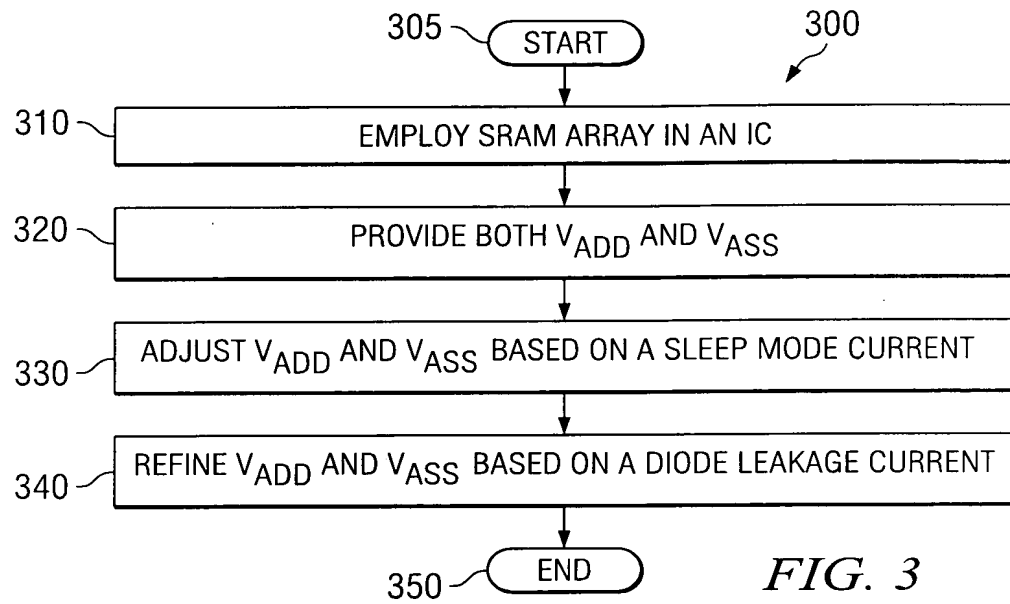 305
START
300
310
EMPLOY SRAM ARRAY IN AN IC
320
PROVIDE BOTH VADD AND VASS
330
ADJUST VADD AND VASS BASED ON A SLEEP MODE CURRENT
340
REFINE VADD AND VASS BASED ON A DIODE LEAKAGE CURRENT
350
END
FIG. 3